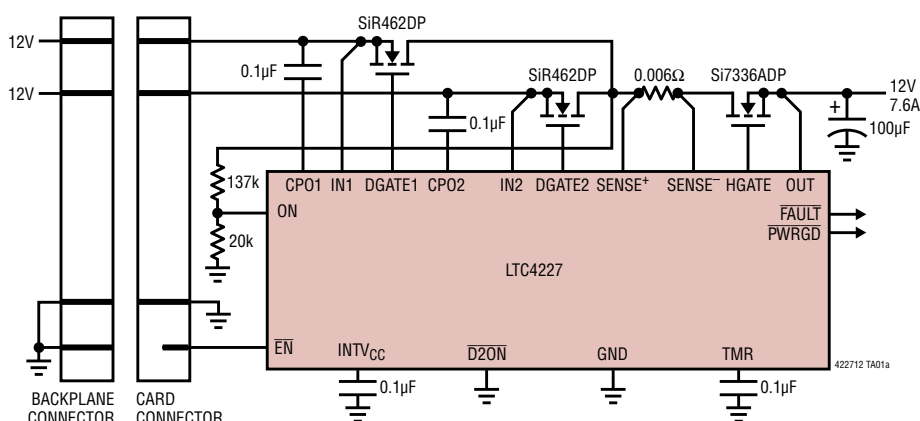 SiR462DP
12V
0.1µF
SiR462DP
0.006Ω
Si7336ADP
12V
7.6A
12V
+
0.1µF
100µF
137k
CPO1 IN1 DGATE1 CPO2 IN2 DGATE2 SENSE+ SENSE– HGATE OUT
ON
FAULT
20k
PWRGD
LTC4227
EN
INTVCC
D2ON
GND
TMR
422712 TA01a
0.1µF
0.1µF
BACKPLANE
CONNECTOR
CARD
CONNECTOR